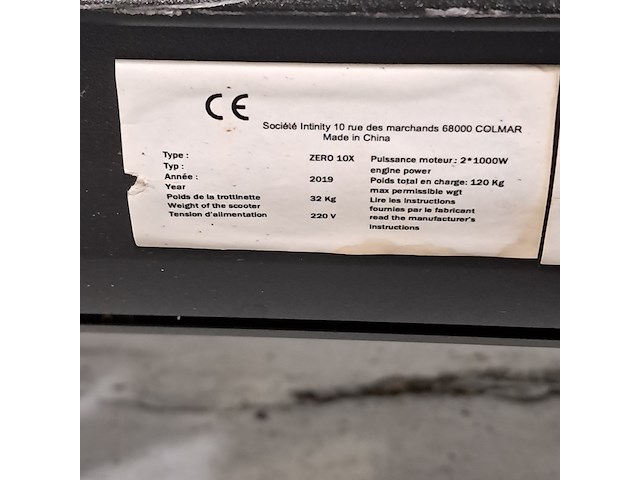 CE
Société Intinity 10 rue des marchands 68000 COLMAR
Made in China
Type :
Typ : ZERO 10X
Année : 2019
Year
Poids de la trottinette 32 Kg
Weight of the scooter
Tension d'alimentation 220 V
Puissance moteur : 2*1000W
engine power
Poids total en charge: 120 Kg
max permissible wgt
Lire les instructions
fournies par le fabricant
read the manufacturer's
instructions